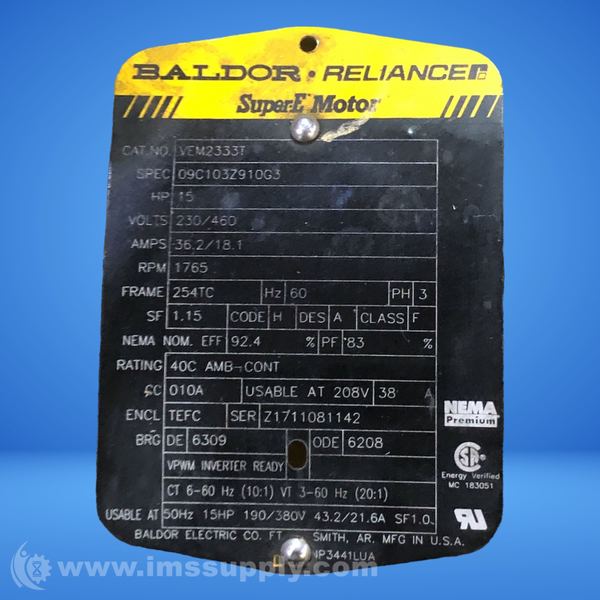 BALDOR • RELIANCE
Super-E Motor
CAT.NO. VEM2333T
SPEC 09C103Z910G3
HP 15
VOLTS 230/460
AMPS 36.2/18.1
RPM 1765
FRAME 254TC Hz 60 PH 3
SF 1.15 CODE H DES A CLASS F
NEMA NOM. EFF 92.4 % PF 83 %
RATING 40C AMB-CONT
CC 010A USABLE AT 208V 38 A
ENCL TEFC SER Z1711081142
BRG DE 6309 ODE 6208
VPWM INVERTER READY
CT 6-60 Hz (10:1) VT 3-60 Hz (20:1)
USABLE AT 50Hz 15HP 190/380V 43.2/21.6A SF1.0
BALDOR ELECTRIC CO. FT. SMITH, AR. MFG IN U.S.A.
NP3441LUA
NEMA
Premium
Energy Verified
MC 183051
www.imssupply.com